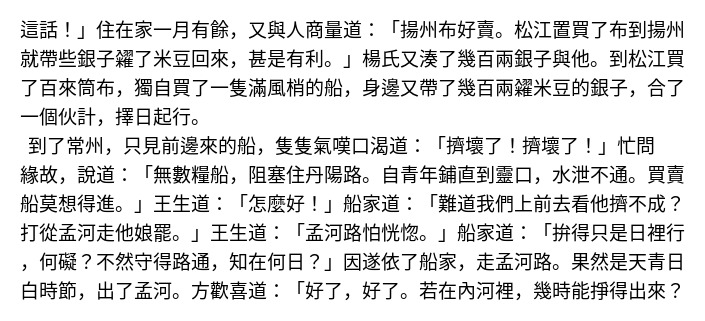 這話！」住在家一月有餘，又與人商量道：「揚州布好賣。松江置買了布到揚州
就帶些銀子糴了米豆回來，甚是有利。」楊氏又湊了幾百兩銀子與他。到松江買
了百來筒布，獨自買了一隻滿風梢的船，身邊又帶了幾百兩糴米豆的銀子，合了
一個伙計，擇日起行。
到了常州，只見前邊來的船，隻隻氣嘆口渴道：「擠壞了！擠壞了！」忙問
緣故，說道：「無數糧船，阻塞住丹陽路。自青年鋪直到靈口，水泄不通。買賣
船莫想得進。」王生道：「怎麼好！」船家道：「難道我們上前去看他擠不成？
打從孟河走他娘罷。」王生道：「孟河路怕恍惚。」船家道：「拚得只是日裡行
，何礙？不然守得路通，知在何日？」因遂依了船家，走孟河路。果然是天青日
白時節，出了孟河。方歡喜道：「好了，好了。若在內河裡，幾時能掙得出來？